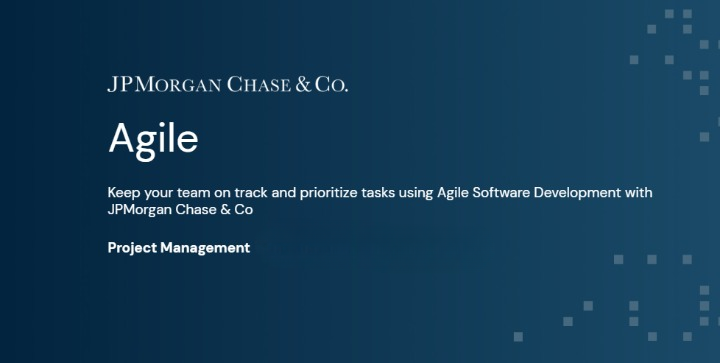 JPMORGAN CHASE & CO.
Agile
Keep your team on track and prioritize tasks using Agile Software Development with
JPMorgan Chase & Co
Project Management